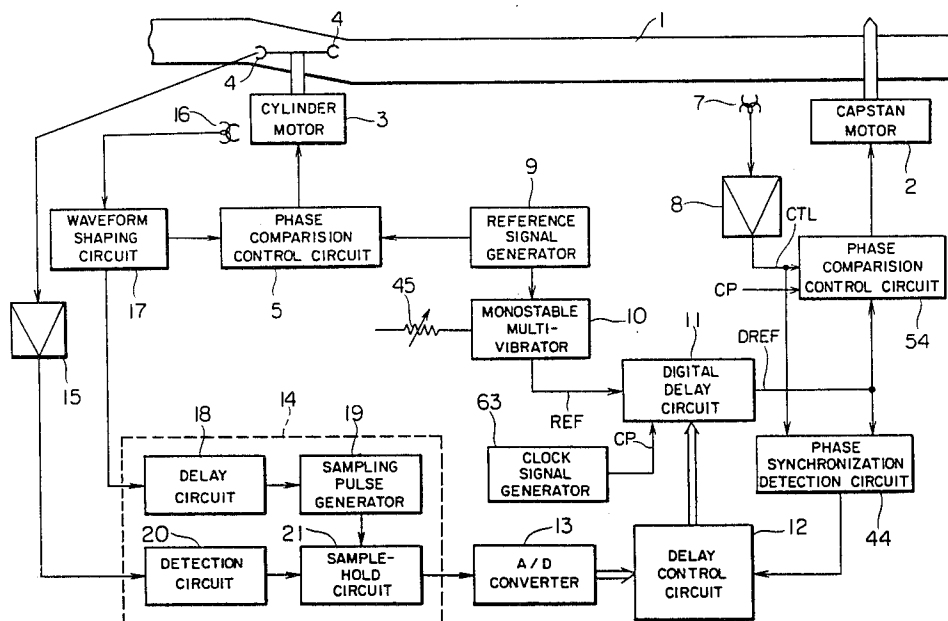 4
1
4
16
CYLINDER
MOTOR
3
7
CAPSTAN
MOTOR
2
9
8
CTL
WAVEFORM
SHAPING
CIRCUIT
17
PHASE
COMPARISION
CONTROL CIRCUIT
5
REFERENCE
SIGNAL
GENERATOR
PHASE
COMPARISION
CONTROL
CIRCUIT
CP
54
45
MONOSTABLE
MULTI-
VIBRATOR
10
11
DREF
15
DIGITAL
DELAY
CIRCUIT
REF
14
18
19
63
CP
DELAY
CIRCUIT
SAMPLING
PULSE
GENERATOR
CLOCK
SIGNAL
GENERATOR
PHASE
SYNCHRONIZATION
DETECTION
CIRCUIT
44
20
21
13
12
DETECTION
CIRCUIT
SAMPLE-
HOLD
CIRCUIT
A/D
CONVERTER
DELAY
CONTROL
CIRCUIT